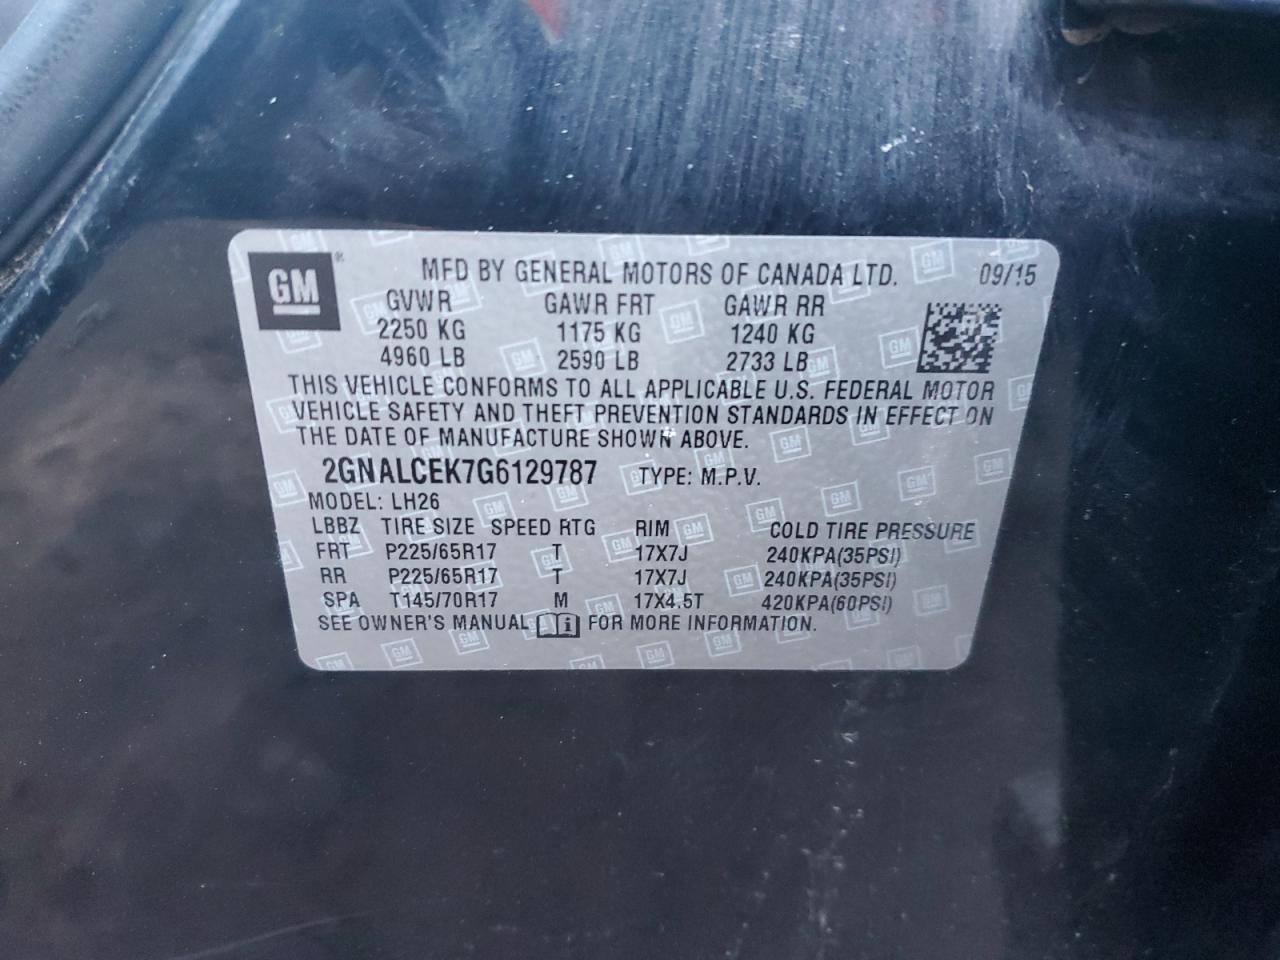 GM® MFD BY GENERAL MOTORS OF CANADA LTD. 09/15
GVWR GAWR FRT GAWR RR
2250 KG 1175 KG 1240 KG
4960 LB 2590 LB 2733 LB
THIS VEHICLE CONFORMS TO ALL APPLICABLE U.S. FEDERAL MOTOR
VEHICLE SAFETY AND THEFT PREVENTION STANDARDS IN EFFECT ON
THE DATE OF MANUFACTURE SHOWN ABOVE.
2GNALCEK7G6129787 TYPE: M.P.V.
MODEL: LH26
LBBZ TIRE SIZE SPEED RTG RIM COLD TIRE PRESSURE
FRT P225/65R17 T 17X7J 240KPA(35PSI)
RR P225/65R17 T 17X7J 240KPA(35PSI)
SPA T145/70R17 M 17X4.5T 420KPA(60PSI)
SEE OWNER'S MANUAL i FOR MORE INFORMATION.